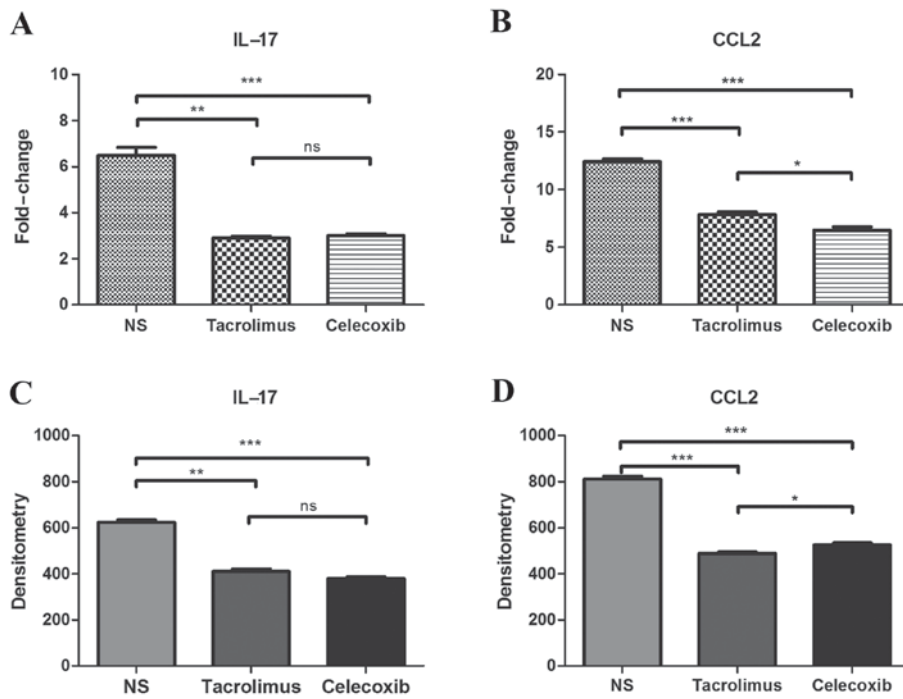 A
IL–17
Fold–change
10
8
6
4
2
0
***
**
ns
NS Tacrolimus Celecoxib
B
CCL2
Fold–change
20
15
10
5
0
***
***
*
NS Tacrolimus Celecoxib
C
IL–17
Densitometry
1000
800
600
400
200
0
***
**
ns
NS Tacrolimus Celecoxib
D
CCL2
Densitometry
1000
800
600
400
200
0
***
***
*
NS Tacrolimus Celecoxib